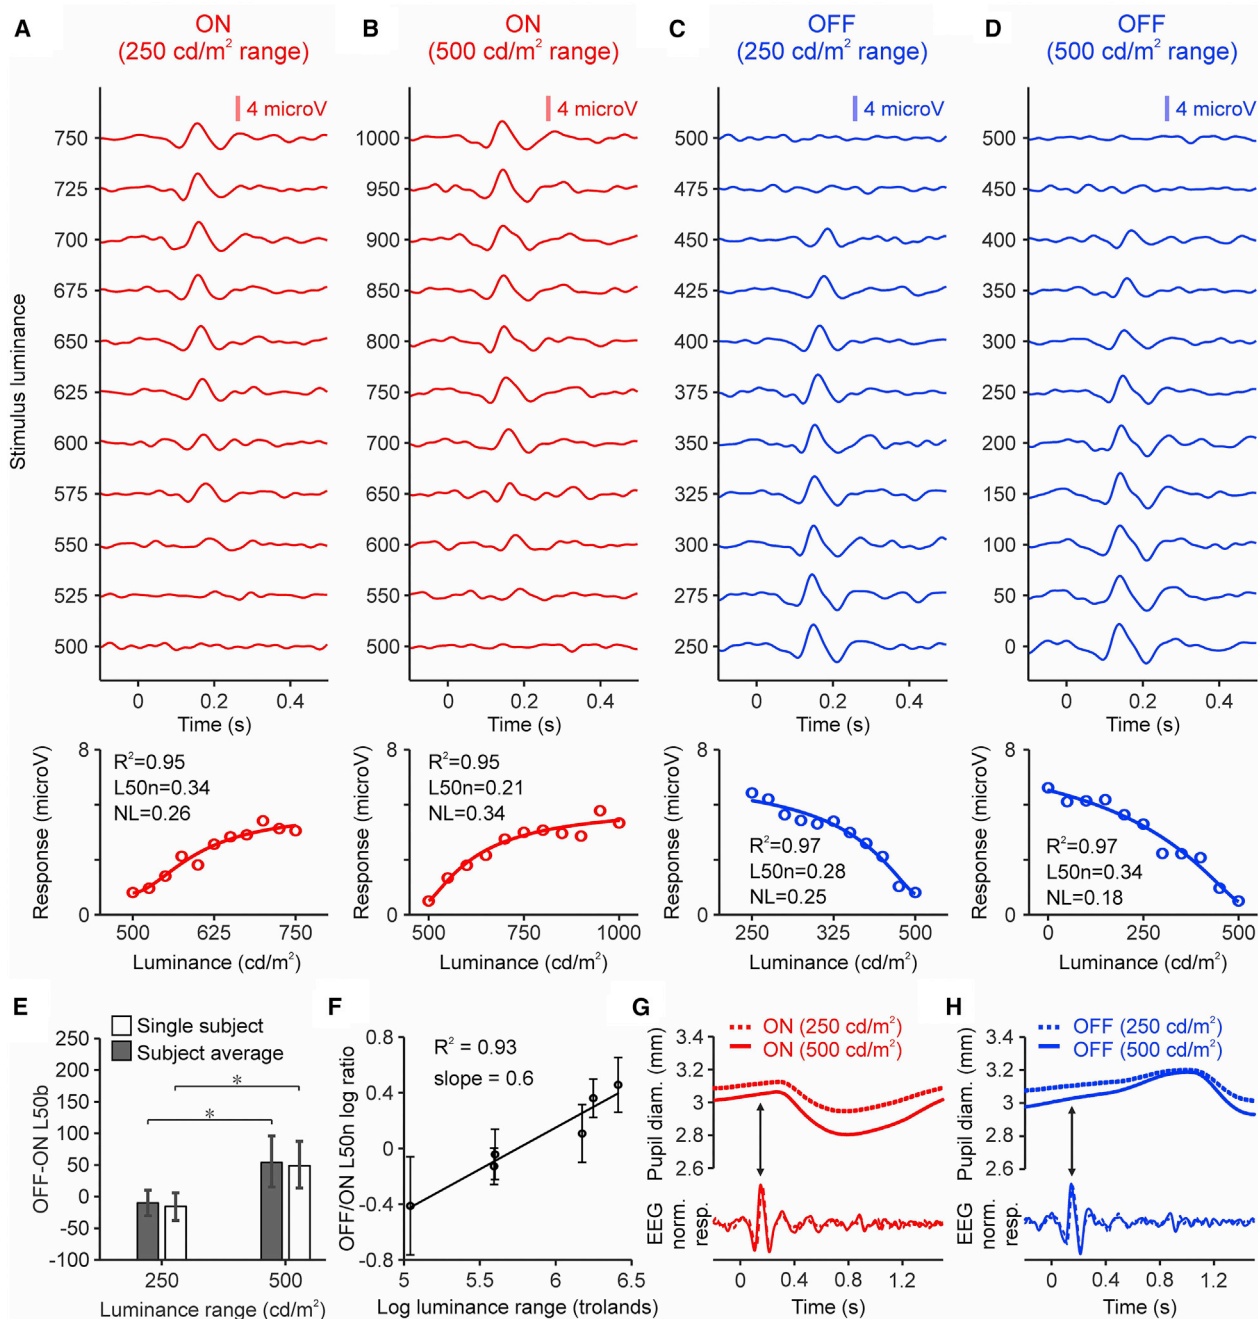 A
ON
(250 cd/m² range)
B
ON
(500 cd/m² range)
C
OFF
(250 cd/m² range)
D
OFF
(500 cd/m² range)
Stimulus luminance
4 microV
750
725
700
675
650
625
600
575
550
525
500
0
0.2
0.4
Time (s)
4 microV
1000
950
900
850
800
750
700
650
600
550
500
0
0.2
0.4
Time (s)
4 microV
500
475
450
425
400
375
350
325
300
275
250
0
0.2
0.4
Time (s)
4 microV
500
450
400
350
300
250
200
150
100
50
0
0
0.2
0.4
Time (s)
Response (microV)
8
0
R²=0.95
L50n=0.34
NL=0.26
500
625
750
Luminance (cd/m²)
Response (microV)
8
0
R²=0.95
L50n=0.21
NL=0.34
500
750
1000
Luminance (cd/m²)
Response (microV)
8
0
R²=0.97
L50n=0.28
NL=0.25
250
325
500
Luminance (cd/m²)
Response (microV)
8
0
R²=0.97
L50n=0.34
NL=0.18
0
250
500
Luminance (cd/m²)
E
Single subject
Subject average
OFF-ON L50b
250
200
150
100
50
0
-50
-100
*
*
250
500
Luminance range (cd/m²)
F
OFF/ON L50n log ratio
0.8
0.4
0
-0.4
-0.8
R² = 0.93
slope = 0.6
5
5.5
6
6.5
Log luminance range (trolands)
G
ON (250 cd/m²)
ON (500 cd/m²)
Pupil diam. (mm)
3.4
3
2.8
2.6
EEG
norm.
resp.
0
0.4
0.8
1.2
Time (s)
H
OFF (250 cd/m²)
OFF (500 cd/m²)
Pupil diam. (mm)
3.4
3.2
3
2.8
2.6
EEG
norm.
resp.
0
0.4
0.8
1.2
Time (s)